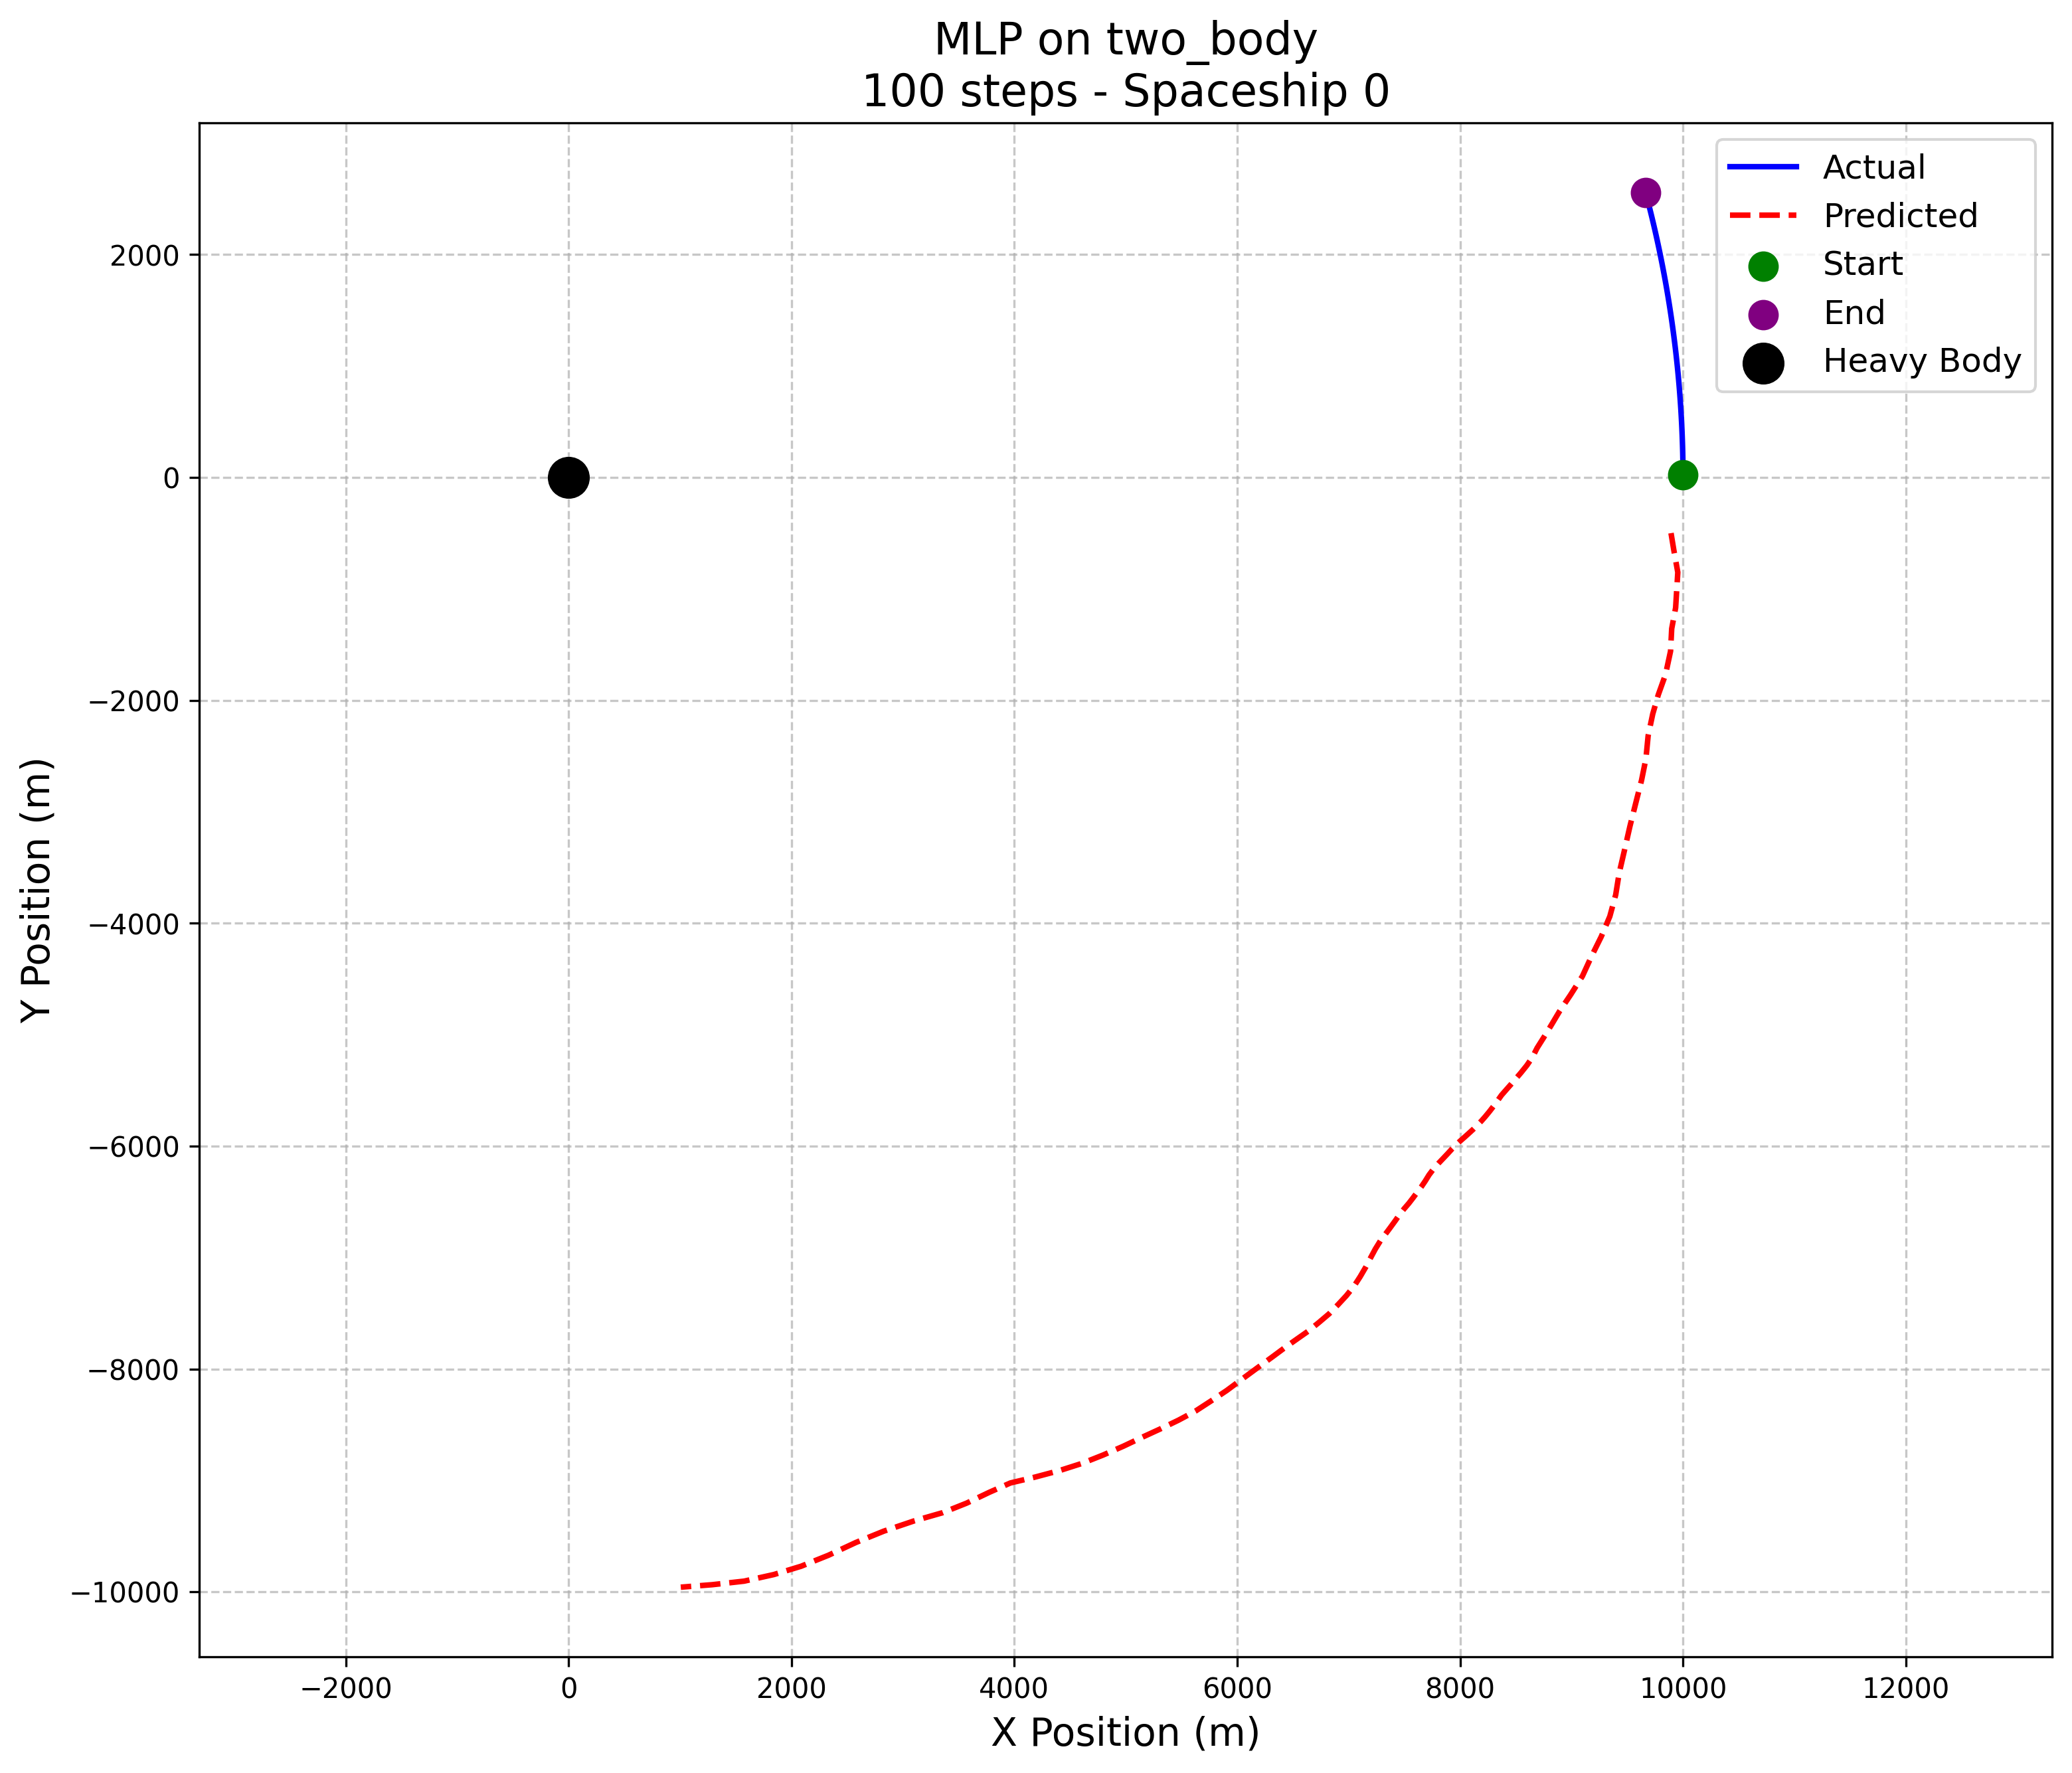 MLP on two_body
100 steps - Spaceship 0
Actual
Predicted
Start
End
Heavy Body
Y Position (m)
2000
0
−2000
−4000
−6000
−8000
−10000
−2000
0
2000
4000
6000
8000
10000
12000
X Position (m)